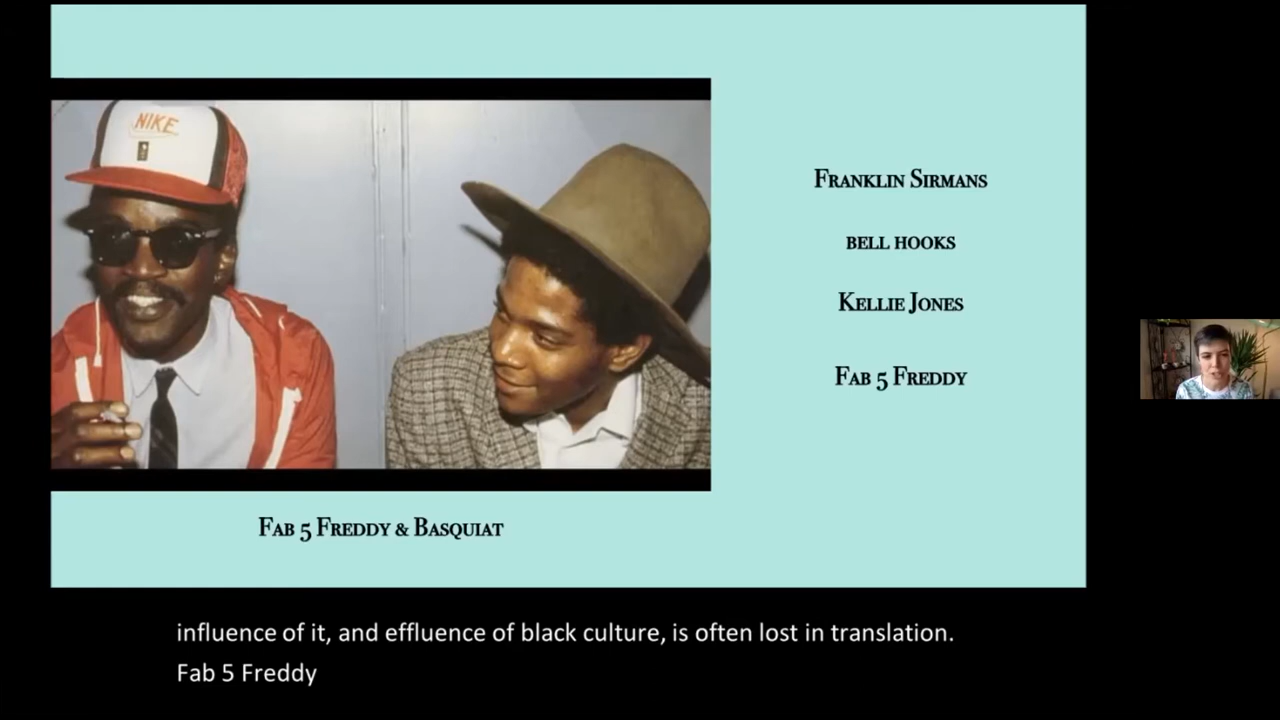 NIKE
Franklin Sirmans
bell hooks
Kellie Jones
Fab 5 Freddy
Fab 5 Freddy & Basquiat
influence of it, and effluence of black culture, is often lost in translation.
Fab 5 Freddy